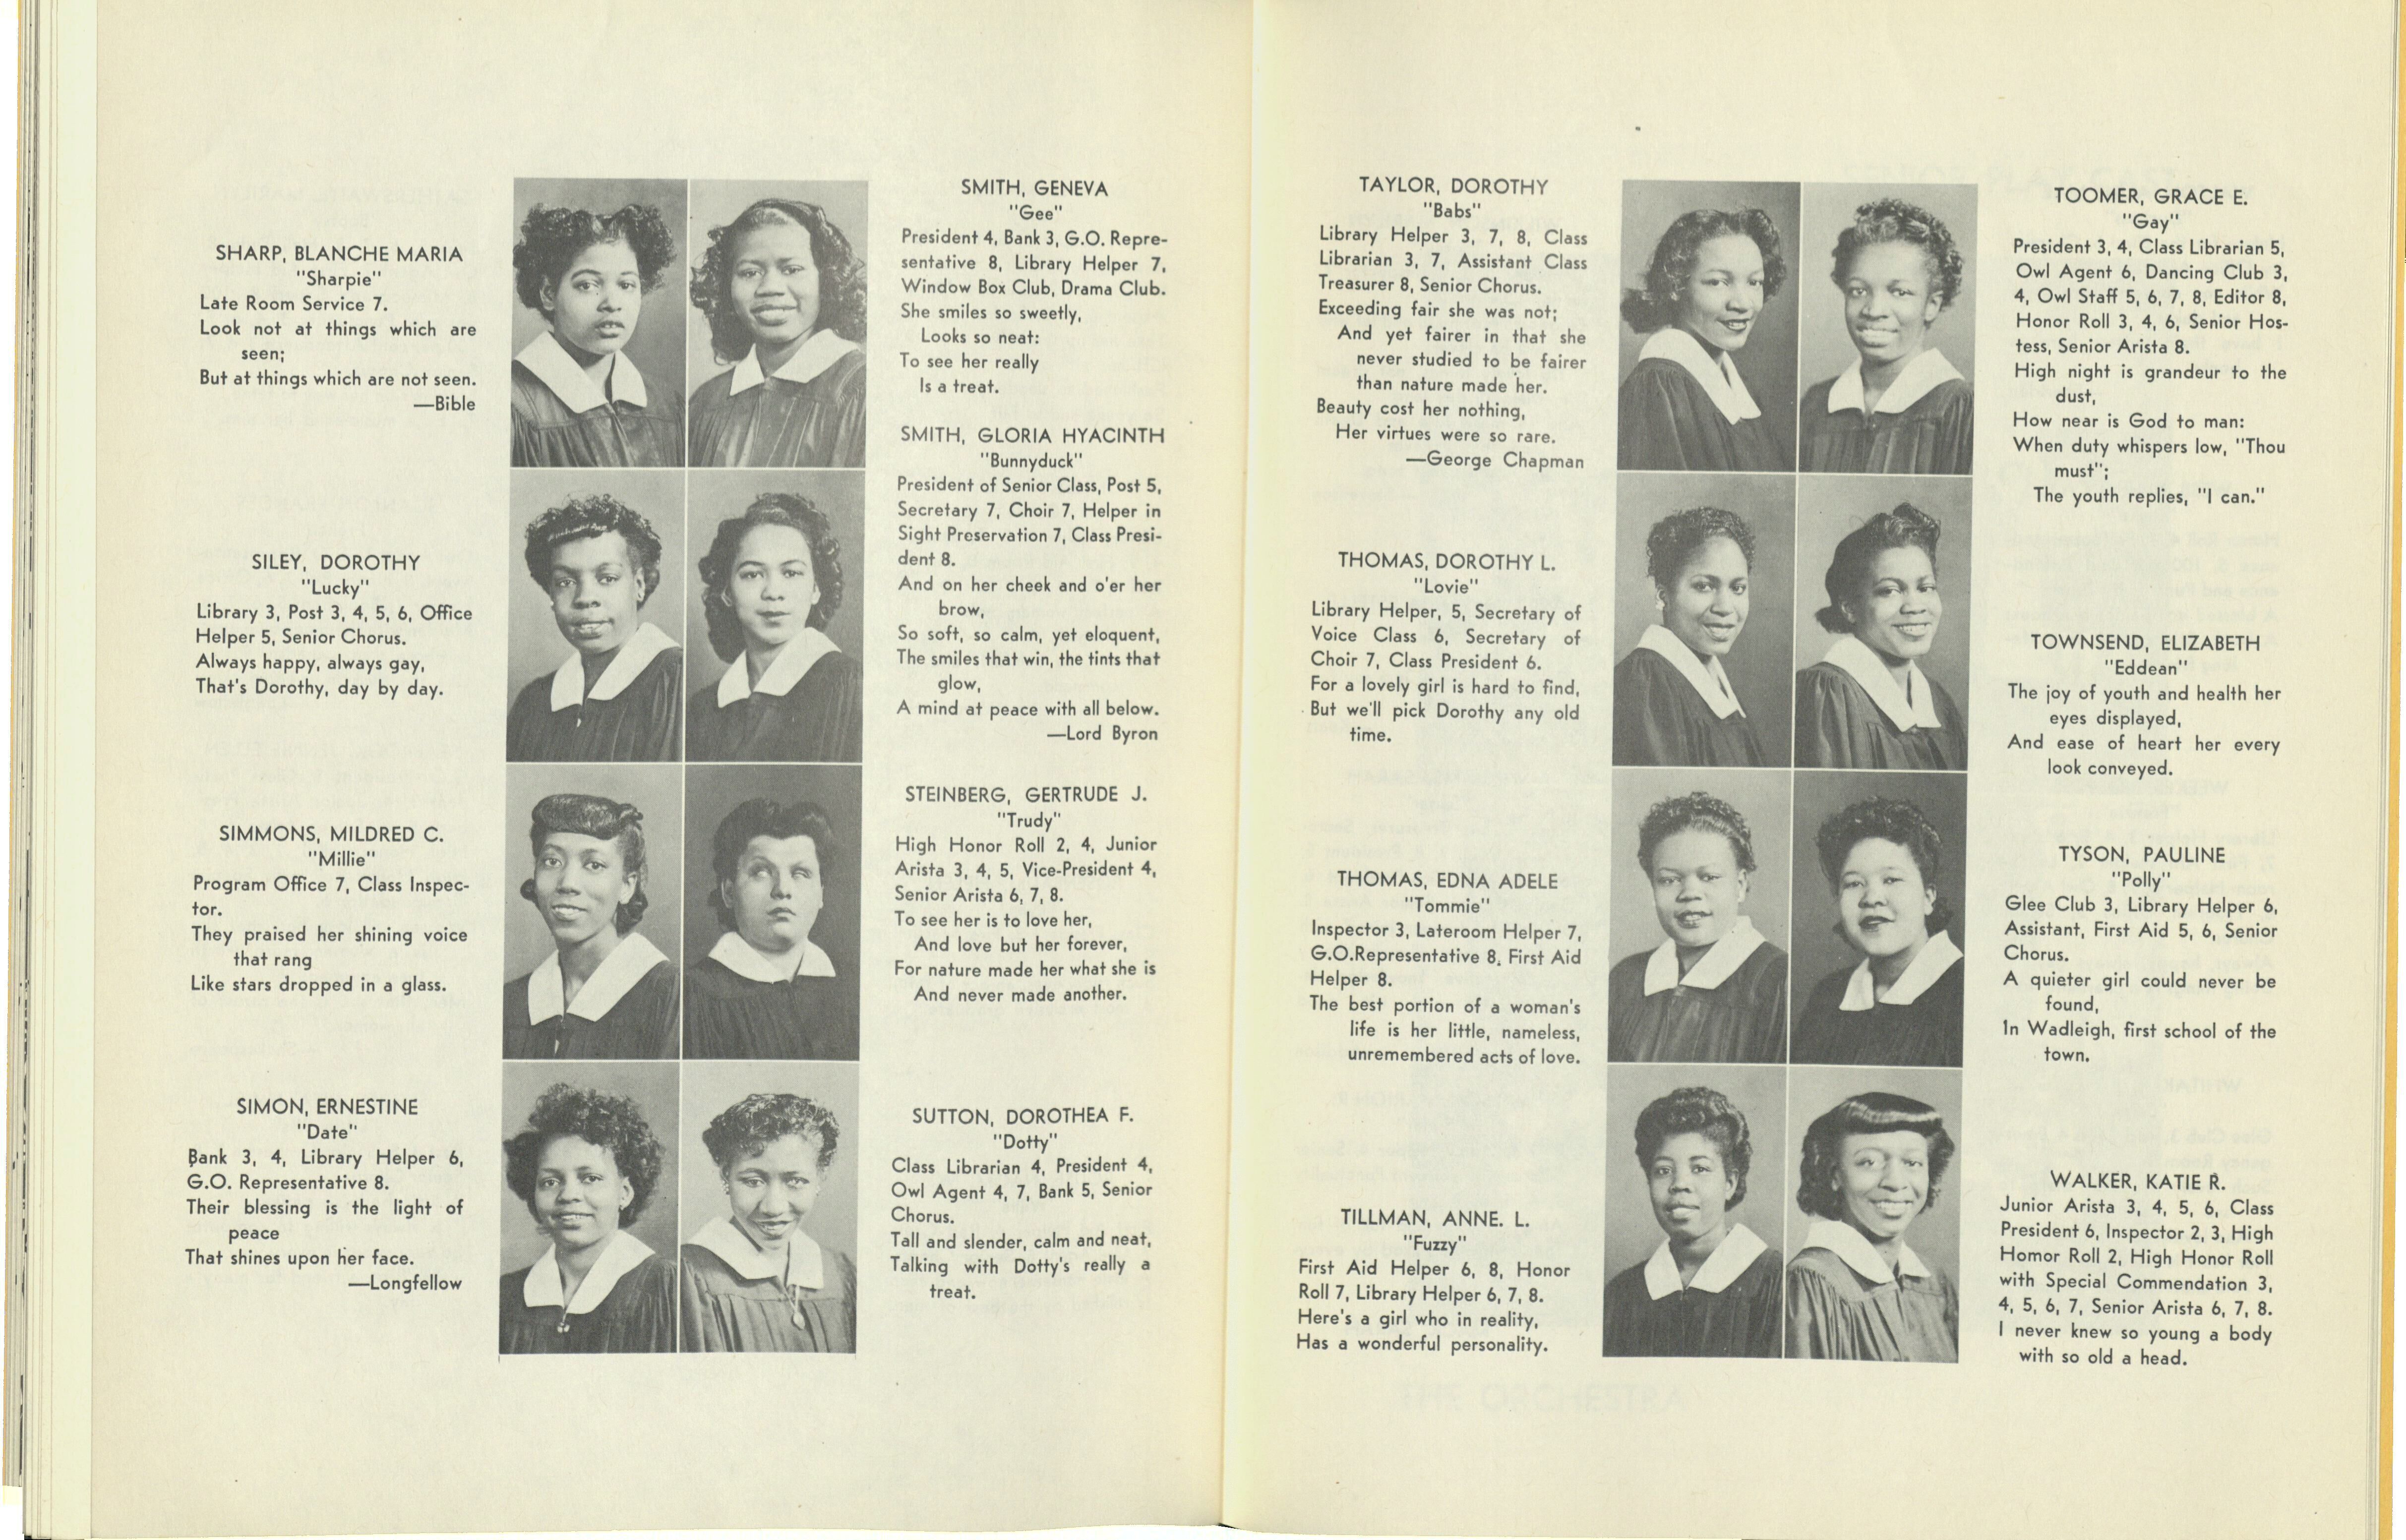 SHARP, BLANCHE MARIA
"Sharpie"
Late Room Service 7.
Look not at things which are
seen;
But at things which are not seen.
—Bible
SILEY, DOROTHY
"Lucky"
Library 3, Post 3, 4, 5, 6, Office
Helper 5, Senior Chorus.
Always happy, always gay,
That's Dorothy, day by day.
SIMMONS, MILDRED C.
"Millie"
Program Office 7, Class Inspec-
tor.
They praised her shining voice
that rang
Like stars dropped in a glass.
SIMON, ERNESTINE
"Date"
Bank 3, 4, Library Helper 6,
G.O. Representative 8.
Their blessing is the light of
peace
That shines upon her face.
—Longfellow
SMITH, GENEVA
"Gee"
President 4, Bank 3, G.O. Repre-
sentative 8, Library Helper 7,
Window Box Club, Drama Club.
She smiles so sweetly,
Looks so neat:
To see her really
Is a treat.
SMITH, GLORIA HYACINTH
"Bunnyduck"
President of Senior Class, Post 5,
Secretary 7, Choir 7, Helper in
Sight Preservation 7, Class Presi-
dent 8.
And on her cheek and o'er her
brow,
So soft, so calm, yet eloquent,
The smiles that win, the tints that
glow,
A mind at peace with all below.
—Lord Byron
STEINBERG, GERTRUDE J.
"Trudy"
High Honor Roll 2, 4, Junior
Arista 3, 4, 5, Vice-President 4,
Senior Arista 6, 7, 8.
To see her is to love her,
And love but her forever,
For nature made her what she is
And never made another.
SUTTON, DOROTHEA F.
"Dotty"
Class Librarian 4, President 4,
Owl Agent 4, 7, Bank 5, Senior
Chorus.
Tall and slender, calm and neat,
Talking with Dotty's really a
treat.
TAYLOR, DOROTHY
"Babs"
Library Helper 3, 7, 8, Class
Librarian 3, 7, Assistant Class
Treasurer 8, Senior Chorus.
Exceeding fair she was not;
And yet fairer in that she
never studied to be fairer
than nature made her.
Beauty cost her nothing,
Her virtues were so rare.
—George Chapman
THOMAS, DOROTHY L.
"Lovie"
Library Helper, 5, Secretary of
Voice Class 6, Secretary of
Choir 7, Class President 6.
For a lovely girl is hard to find,
But we'll pick Dorothy any old
time.
THOMAS, EDNA ADELE
"Tommie"
Inspector 3, Lateroom Helper 7,
G.O.Representative 8, First Aid
Helper 8.
The best portion of a woman's
life is her little, nameless,
unremembered acts of love.
TILLMAN, ANNE. L.
"Fuzzy"
First Aid Helper 6, 8, Honor
Roll 7, Library Helper 6, 7, 8.
Here's a girl who in reality,
Has a wonderful personality.
TOOMER, GRACE E.
"Gay"
President 3, 4, Class Librarian 5,
Owl Agent 6, Dancing Club 3,
4, Owl Staff 5, 6, 7, 8, Editor 8,
Honor Roll 3, 4, 6, Senior Hos-
tess, Senior Arista 8.
High night is grandeur to the
dust,
How near is God to man:
When duty whispers low, "Thou
must";
The youth replies, "I can."
TOWNSEND, ELIZABETH
"Eddean"
The joy of youth and health her
eyes displayed,
And ease of heart her every
look conveyed.
TYSON, PAULINE
"Polly"
Glee Club 3, Library Helper 6,
Assistant, First Aid 5, 6, Senior
Chorus.
A quieter girl could never be
found,
In Wadleigh, first school of the
town.
WALKER, KATIE R.
Junior Arista 3, 4, 5, 6, Class
President 6, Inspector 2, 3, High
Homor Roll 2, High Honor Roll
with Special Commendation 3,
4, 5, 6, 7, Senior Arista 6, 7, 8.
I never knew so young a body
with so old a head.